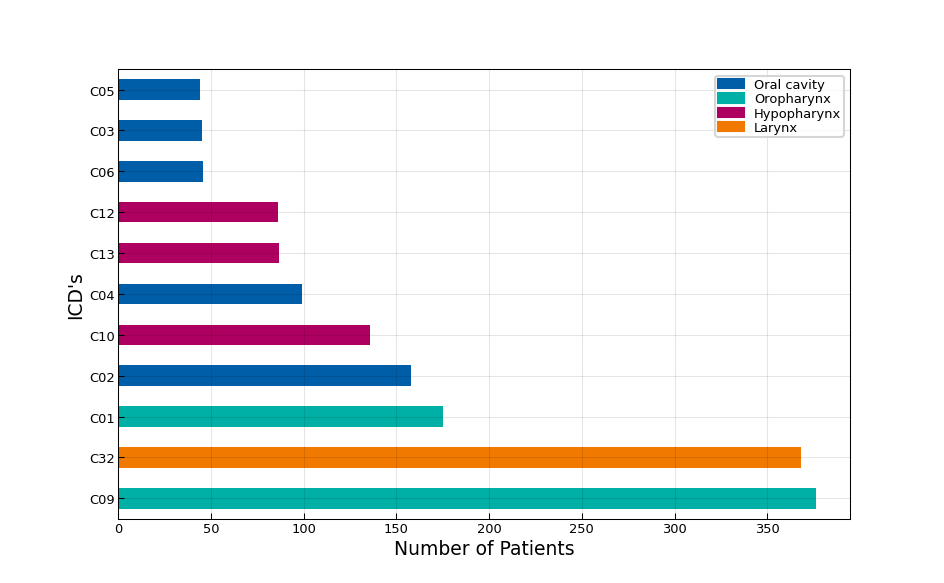 Oral cavity
Oropharynx
Hypopharynx
Larynx
C05
C03
C06
C12
C13
C04
C10
C02
C01
C32
C09
ICD's
0 50 100 150 200 250 300 350
Number of Patients